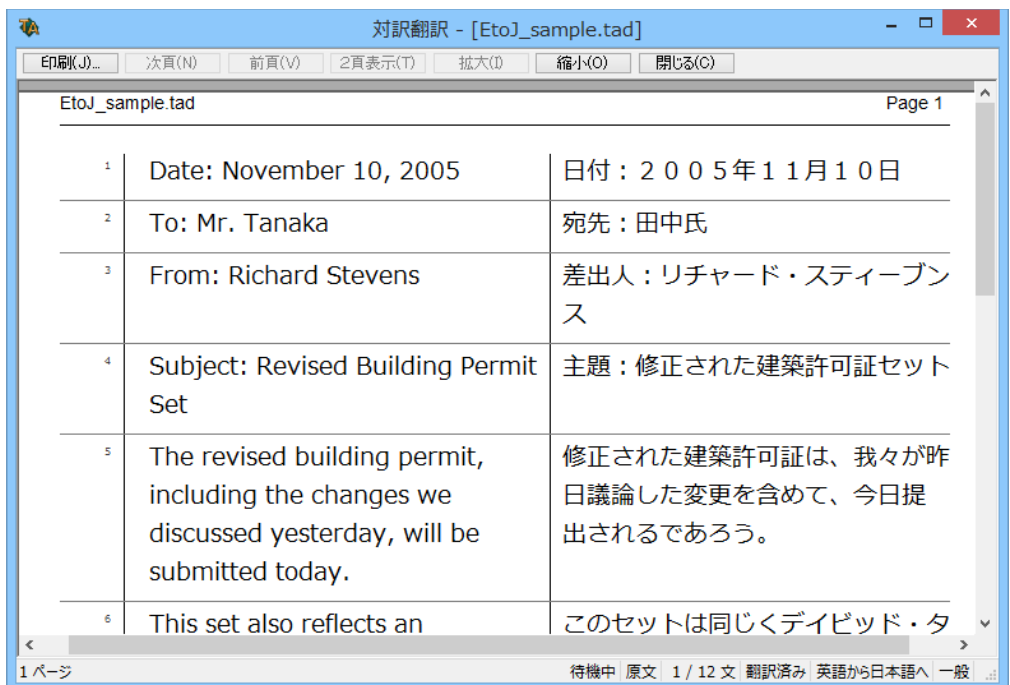 対訳翻訳 - [EtoJ_sample.tad]
印刷(J)... 次頁(N) 前頁(V) 2頁表示(T) 拡大(I) 縮小(O) 閉じる(C)
EtoJ_sample.tad Page 1
1 Date: November 10, 2005 日付：２００５年１１月１０日
2 To: Mr. Tanaka 宛先：田中氏
3 From: Richard Stevens 差出人：リチャード・スティーブン
ス
4 Subject: Revised Building Permit 主題：修正された建築許可証セット
Set
5 The revised building permit, 修正された建築許可証は、我々が昨
including the changes we 日議論した変更を含めて、今日提
discussed yesterday, will be 出されるであろう。
submitted today.
6 This set also reflects an このセットは同じくデイビッド・タ
1 ページ 待機中 原文 1 / 12 文 翻訳済み 英語から日本語へ 一般